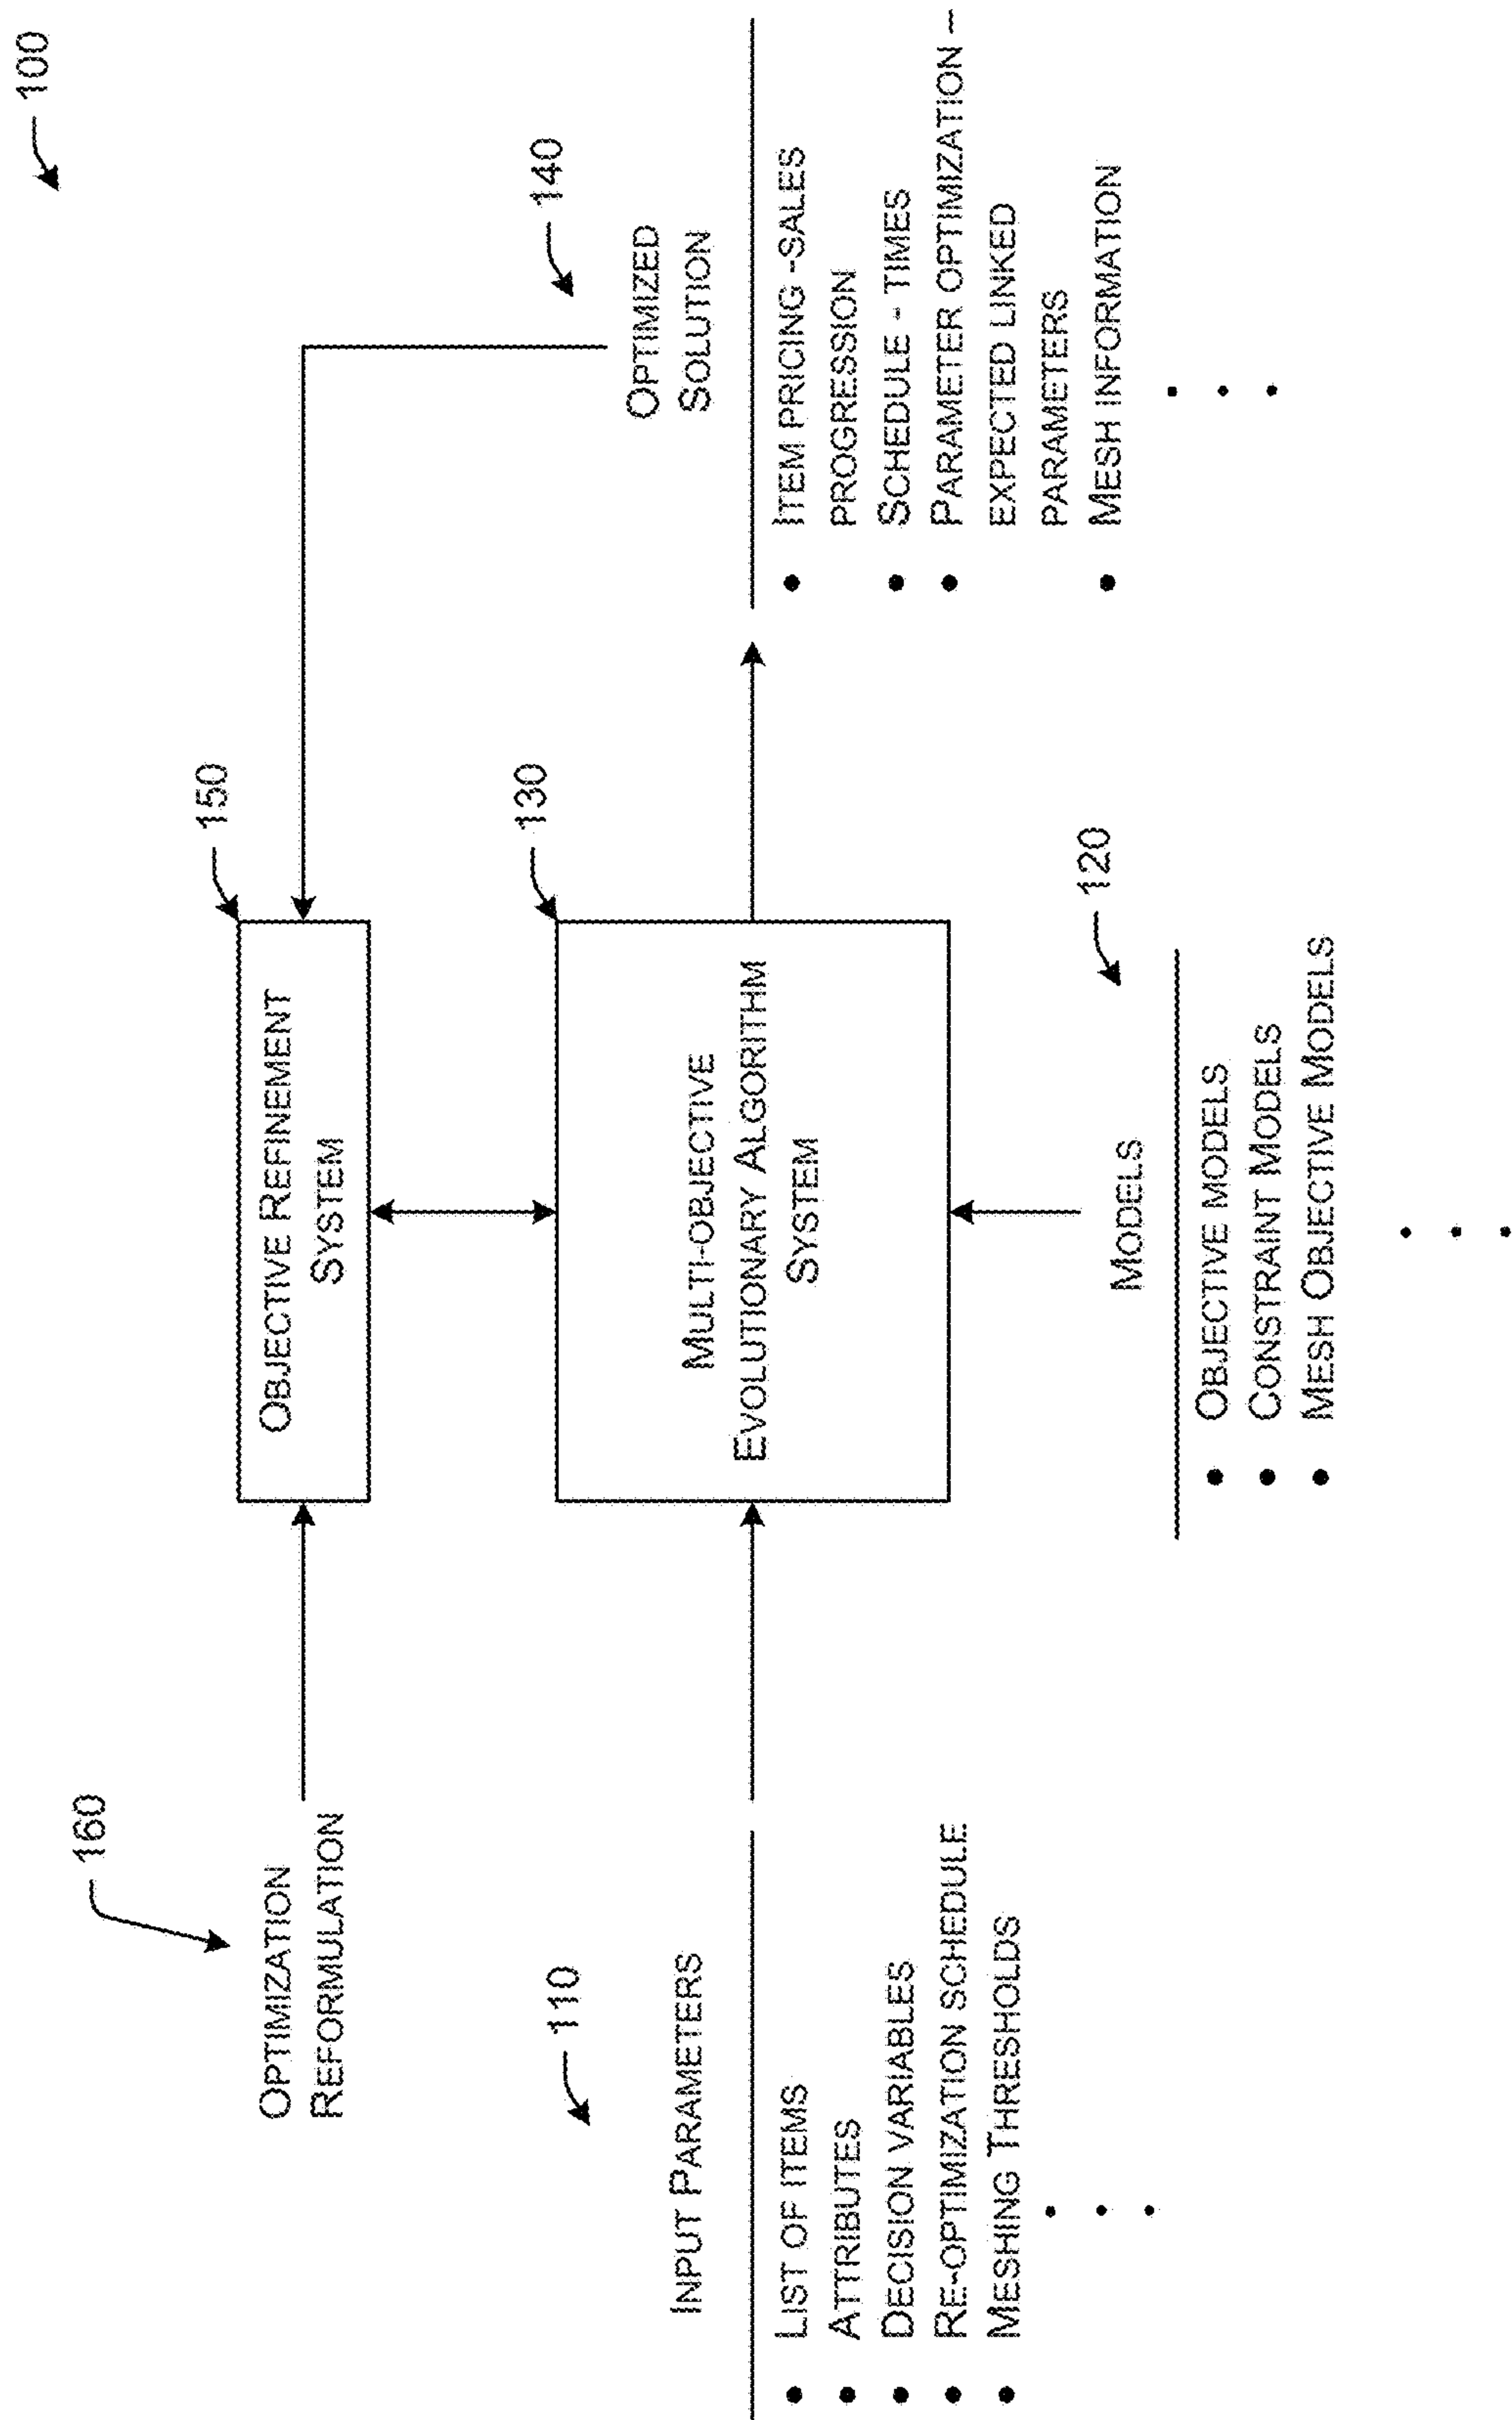 100
160
OPTIMIZATION
REFORMULATION
150
OBJECTIVE REFINEMENT
SYSTEM
110
INPUT PARAMETERS
• LIST OF ITEMS
• ATTRIBUTES
• DECISION VARIABLES
• RE-OPTIMIZATION SCHEDULE
• MESHING THRESHOLDS
130
MULTI-OBJECTIVE
EVOLUTIONARY ALGORITHM
SYSTEM
120
MODELS
• OBJECTIVE MODELS
• CONSTRAINT MODELS
• MESH OBJECTIVE MODELS
140
OPTIMIZED
SOLUTION
• ITEM PRICING -SALES
PROGRESSION
• SCHEDULE - TIMES
• PARAMETER OPTIMIZATION –
EXPECTED LINKED
PARAMETERS
• MESH INFORMATION